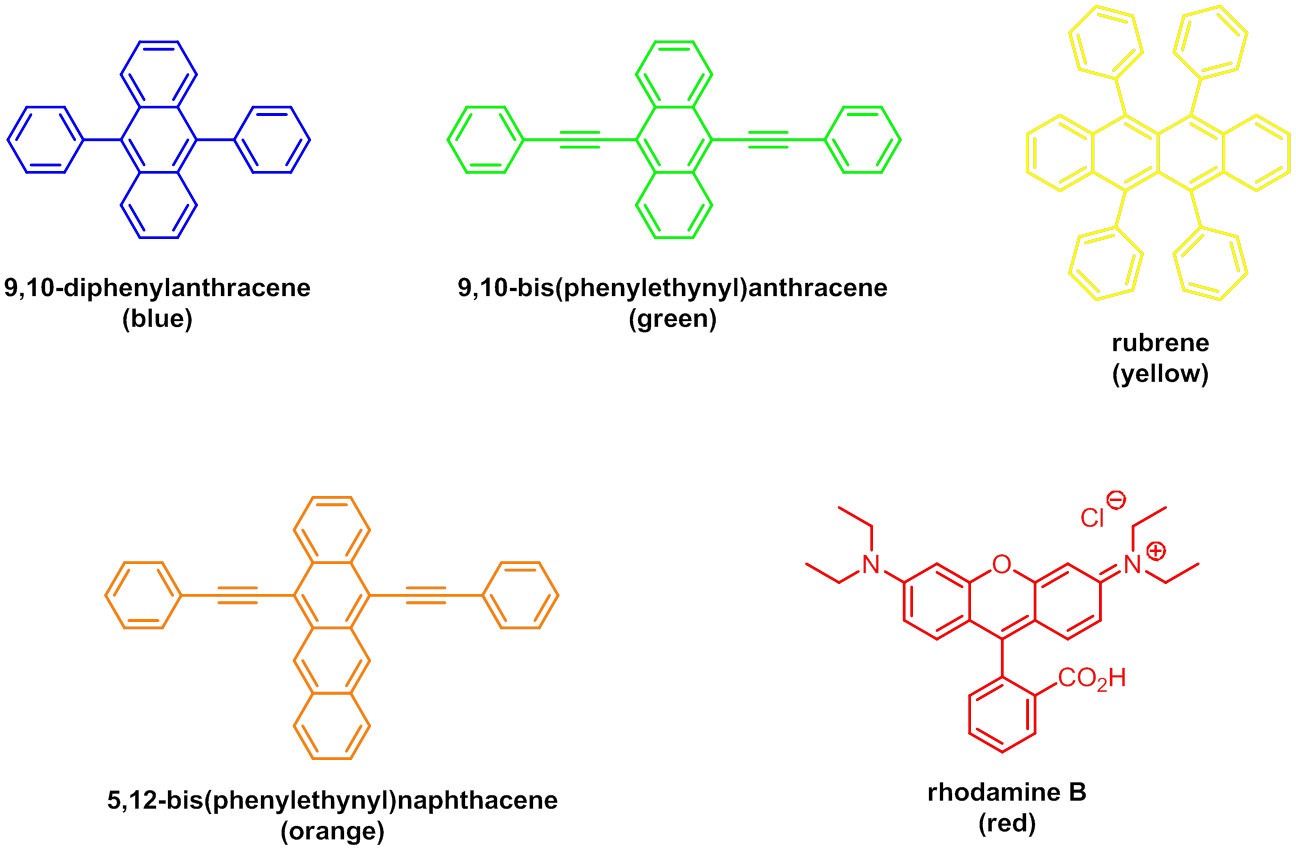 9,10-diphenylanthracene
(blue)
9,10-bis(phenylethynyl)anthracene
(green)
rubrene
(yellow)
N
O
Cl⊖
N⊕
CO₂H
5,12-bis(phenylethynyl)naphthacene
(orange)
rhodamine B
(red)